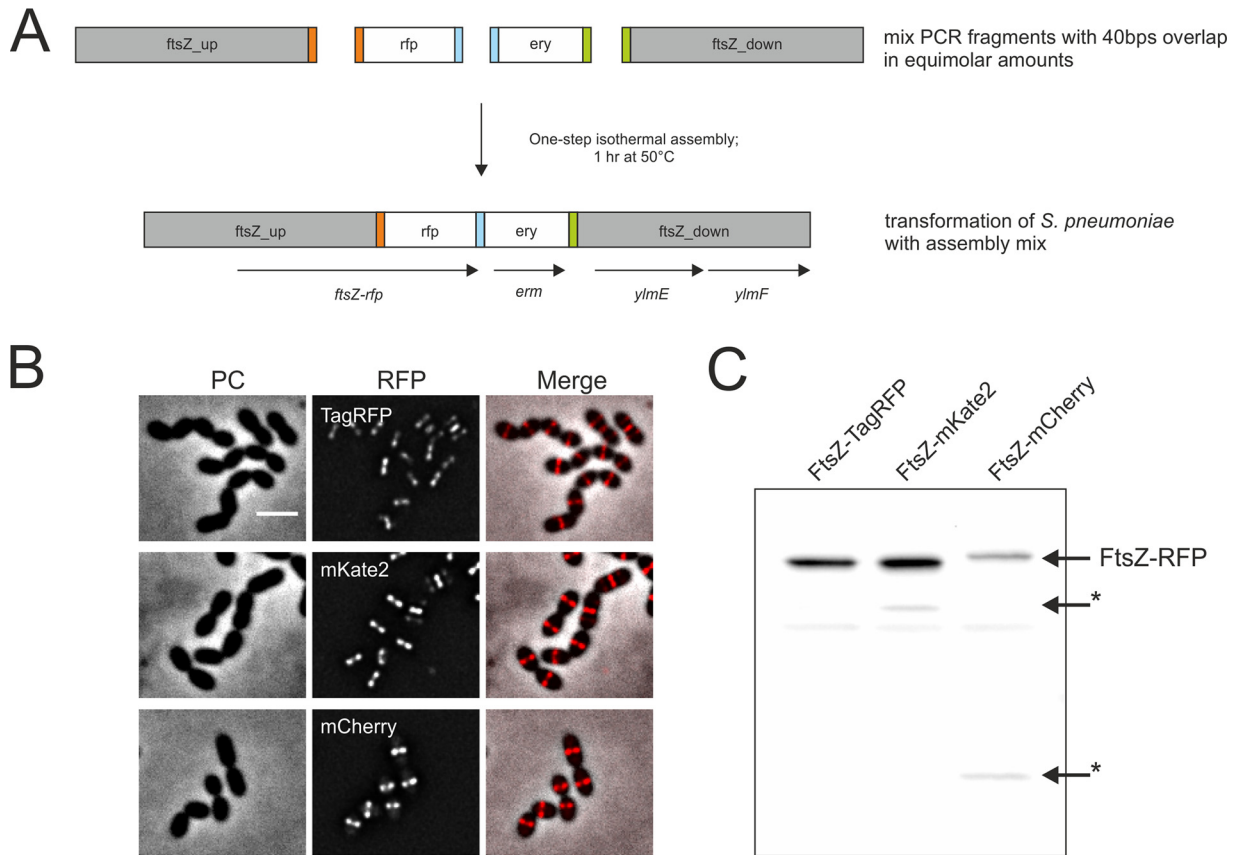 A
ftsZ_up
rfp
ery
ftsZ_down
mix PCR fragments with 40bps overlap
in equimolar amounts
One-step isothermal assembly;
1 hr at 50°C
ftsZ_up
rfp
ery
ftsZ_down
transformation of S. pneumoniae
with assembly mix
ftsZ-rfp
erm
ylmE
ylmF
B
PC
RFP
Merge
TagRFP
mKate2
mCherry
C
FtsZ-TagRFP
FtsZ-mKate2
FtsZ-mCherry
FtsZ-RFP
*
*